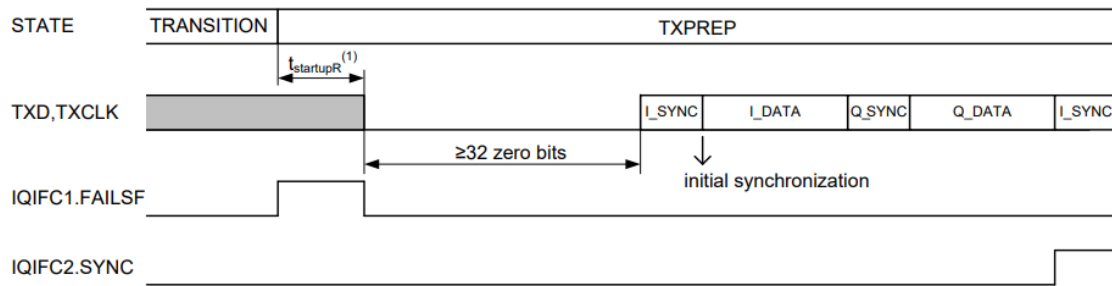 STATE TRANSITION TXPREP
t_startupR^(1)
TXD,TXCLK I_SYNC I_DATA Q_SYNC Q_DATA I_SYNC
≥32 zero bits
initial synchronization
IQIFC1.FAILSF
IQIFC2.SYNC